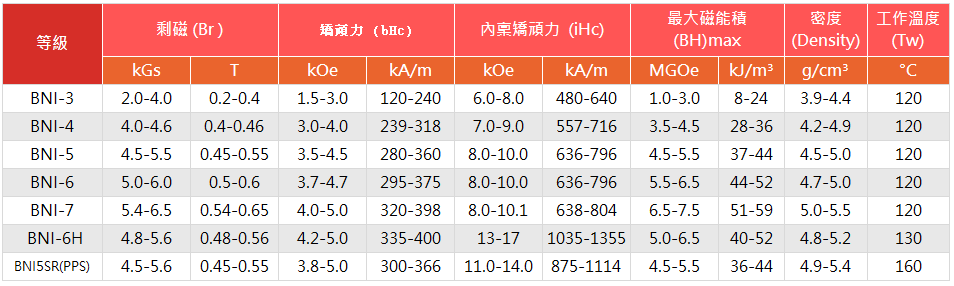 等級 剩磁 (Br) 矯頑力 (bHc) 內稟矯頑力 (iHc) 最大磁能積 (BH)max 密度 (Density) 工作溫度 (Tw)
kGs T kOe kA/m kOe kA/m MGOe kJ/m³ g/cm³ °C
BNI-3 2.0-4.0 0.2-0.4 1.5-3.0 120-240 6.0-8.0 480-640 1.0-3.0 8-24 3.9-4.4 120
BNI-4 4.0-4.6 0.4-0.46 3.0-4.0 239-318 7.0-9.0 557-716 3.5-4.5 28-36 4.2-4.9 120
BNI-5 4.5-5.5 0.45-0.55 3.5-4.5 280-360 8.0-10.0 636-796 4.5-5.5 37-44 4.5-5.0 120
BNI-6 5.0-6.0 0.5-0.6 3.7-4.7 295-375 8.0-10.0 636-796 5.5-6.5 44-52 4.7-5.0 120
BNI-7 5.4-6.5 0.54-0.65 4.0-5.0 320-398 8.0-10.1 638-804 6.5-7.5 51-59 5.0-5.5 120
BNI-6H 4.8-5.6 0.48-0.56 4.2-5.0 335-400 13-17 1035-1355 5.0-6.5 40-52 4.8-5.2 130
BNI5SR(PPS) 4.5-5.6 0.45-0.55 3.8-5.0 300-366 11.0-14.0 875-1114 4.5-5.5 36-44 4.9-5.4 160